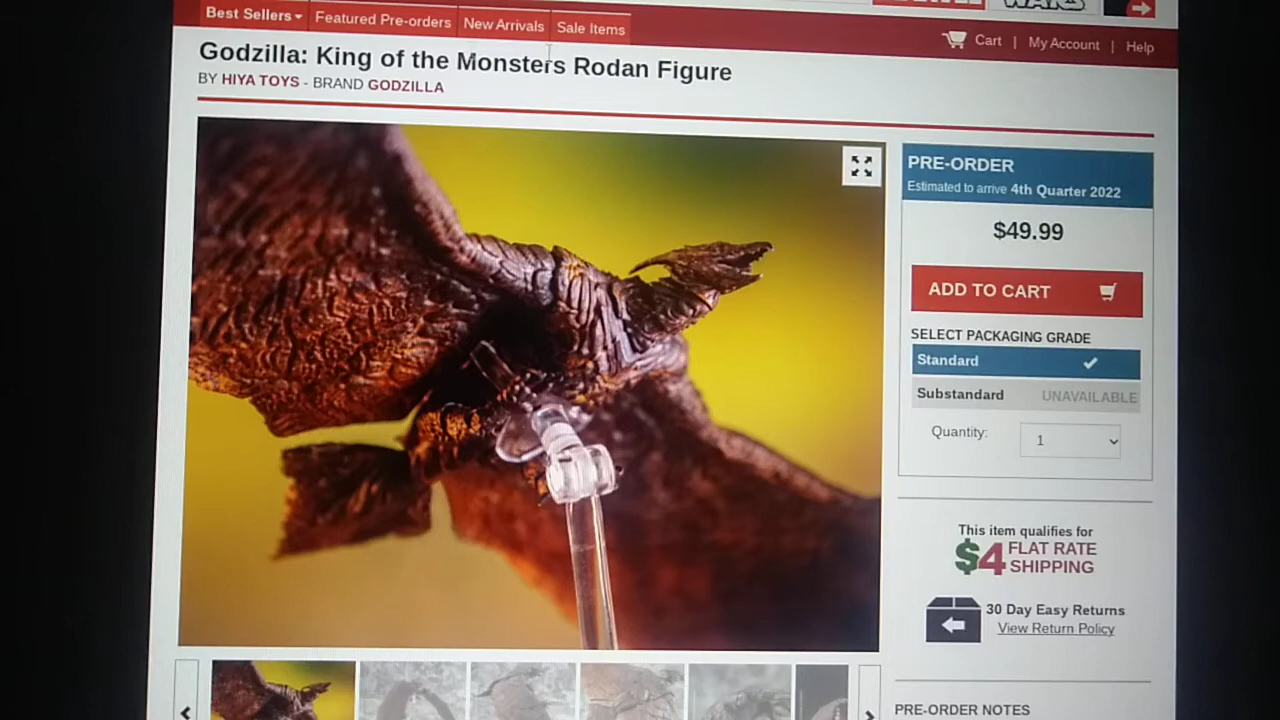 Best Sellers
Featured Pre-orders
New Arrivals
Sale Items
Cart | My Account | Help
Godzilla: King of the Monsters Rodan Figure
BY HIYA TOYS - BRAND GODZILLA
PRE-ORDER
Estimated to arrive 4th Quarter 2022
$49.99
ADD TO CART
SELECT PACKAGING GRADE
Standard
Substandard UNAVAILABLE
Quantity: 1
This item qualifies for
$4 FLAT RATE
SHIPPING
30 Day Easy Returns
View Return Policy
PRE-ORDER NOTES